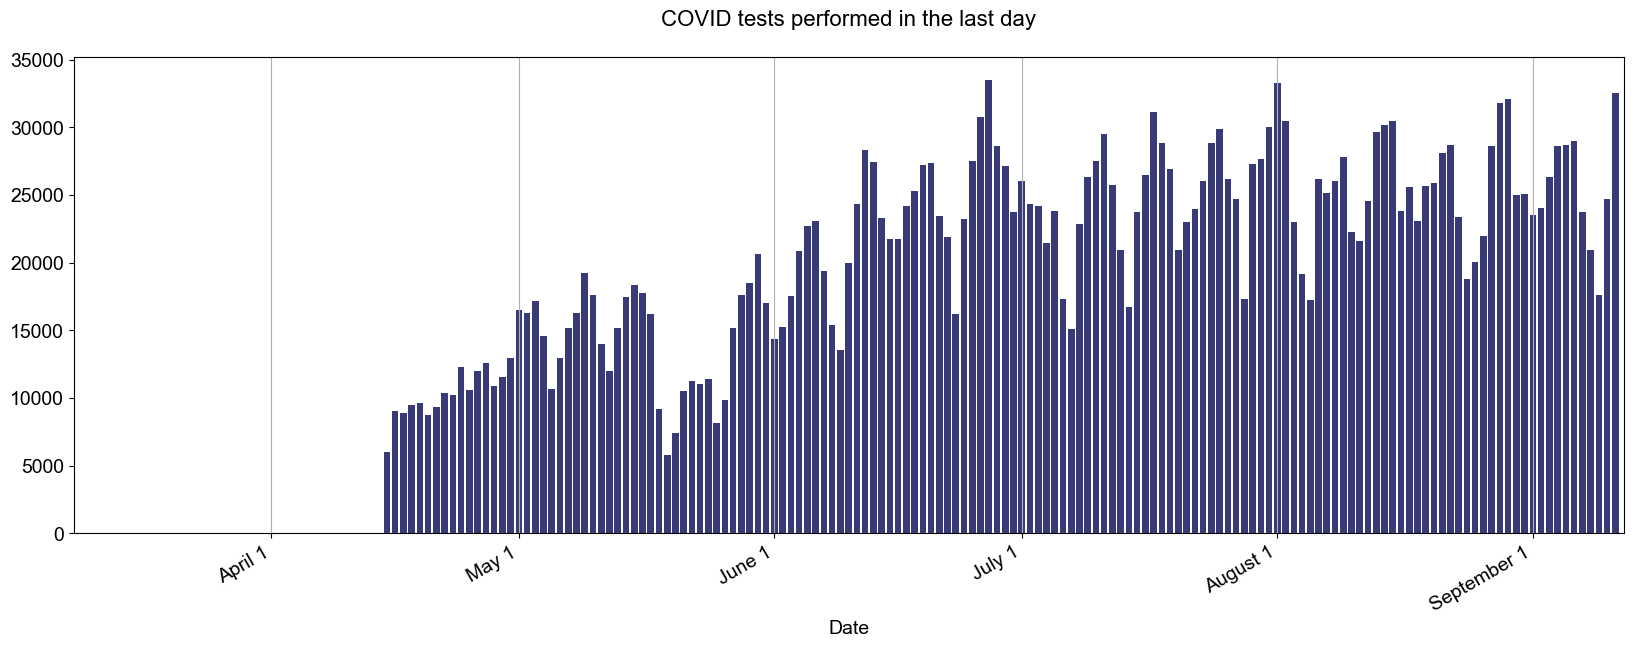 COVID tests performed in the last day
35000
30000
25000
20000
15000
10000
5000
0
April 1
May 1
June 1
July 1
August 1
September 1
Date